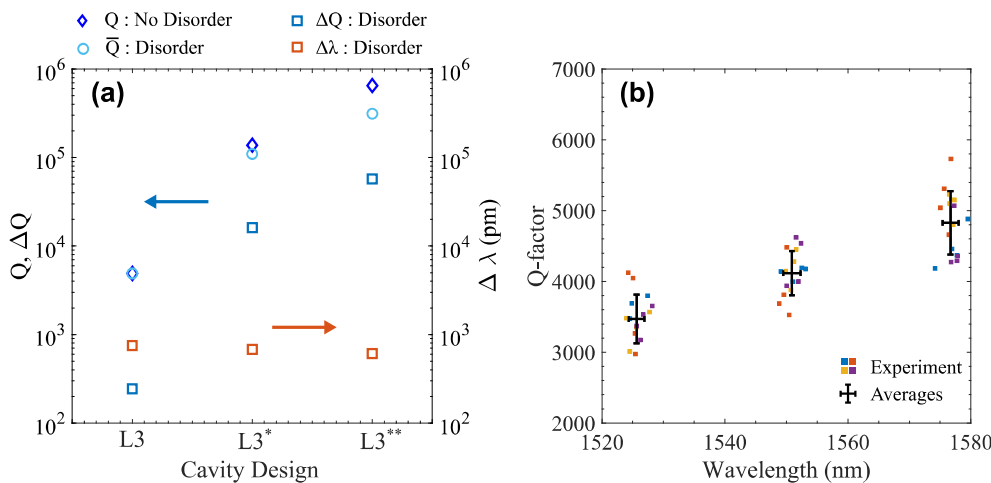 Q : No Disorder
ΔQ : Disorder
Q̅ : Disorder
Δλ : Disorder
(a)
10^6
10^5
10^4
10^3
10^2
Q, ΔQ
10^6
10^5
10^4
10^3
10^2
Δ λ (pm)
L3
L3*
L3**
Cavity Design
(b)
7000
6000
5000
4000
3000
2000
Q-factor
Experiment
Averages
1520
1540
1560
1580
Wavelength (nm)